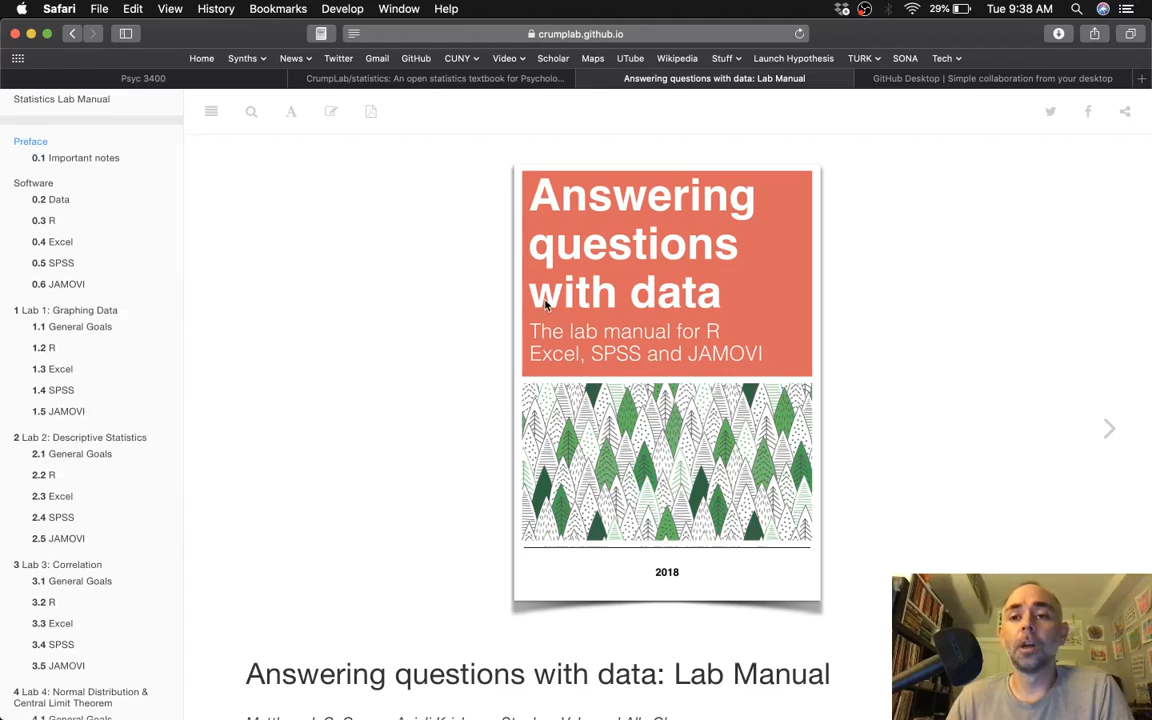 Safari File Edit View History Bookmarks Develop Window Help 29% Tue 9:38 AM
crumplab.github.io
Home Synths News Twitter Gmail GitHub CUNY Video Scholar Maps UTube Wikipedia Stuff Launch Hypothesis TURK SONA Tech
Psyc 3400 CrumpLab/statistics: An open statistics textbook for Psycholo... Answering questions with data: Lab Manual GitHub Desktop | Simple collaboration from your desktop
Statistics Lab Manual
Preface
0.1 Important notes
Software
0.2 Data
0.3 R
0.4 Excel
0.5 SPSS
0.6 JAMOVI
1 Lab 1: Graphing Data
1.1 General Goals
1.2 R
1.3 Excel
1.4 SPSS
1.5 JAMOVI
2 Lab 2: Descriptive Statistics
2.1 General Goals
2.2 R
2.3 Excel
2.4 SPSS
2.5 JAMOVI
3 Lab 3: Correlation
3.1 General Goals
3.2 R
3.3 Excel
3.4 SPSS
3.5 JAMOVI
4 Lab 4: Normal Distribution &
Central Limit Theorem
4.1 General Goals
A
Answering
questions
with data
The lab manual for R
Excel, SPSS and JAMOVI
2018
Answering questions with data: Lab Manual